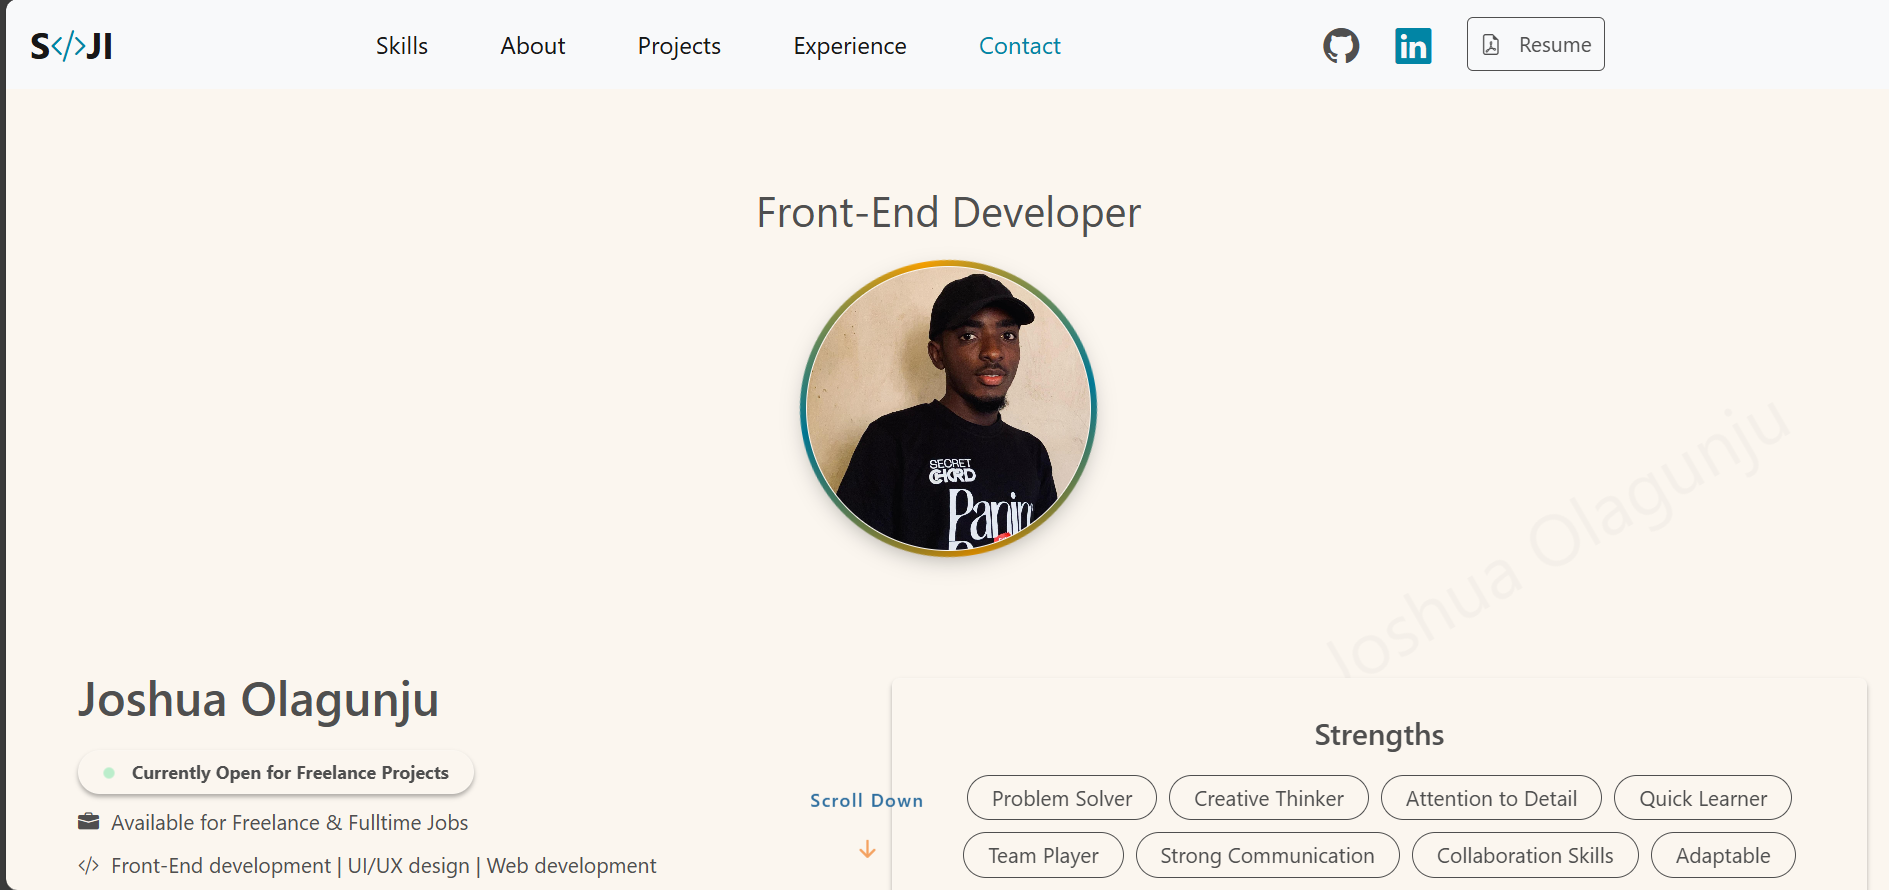 S</>JI
Skills
About
Projects
Experience
Contact
Resume
Front-End Developer
SECRET
Joshua Olagunju
Joshua Olagunju
Currently Open for Freelance Projects
Available for Freelance & Fulltime Jobs
Front-End development | UI/UX design | Web development
Scroll Down
Strengths
Problem Solver
Creative Thinker
Attention to Detail
Quick Learner
Team Player
Strong Communication
Collaboration Skills
Adaptable